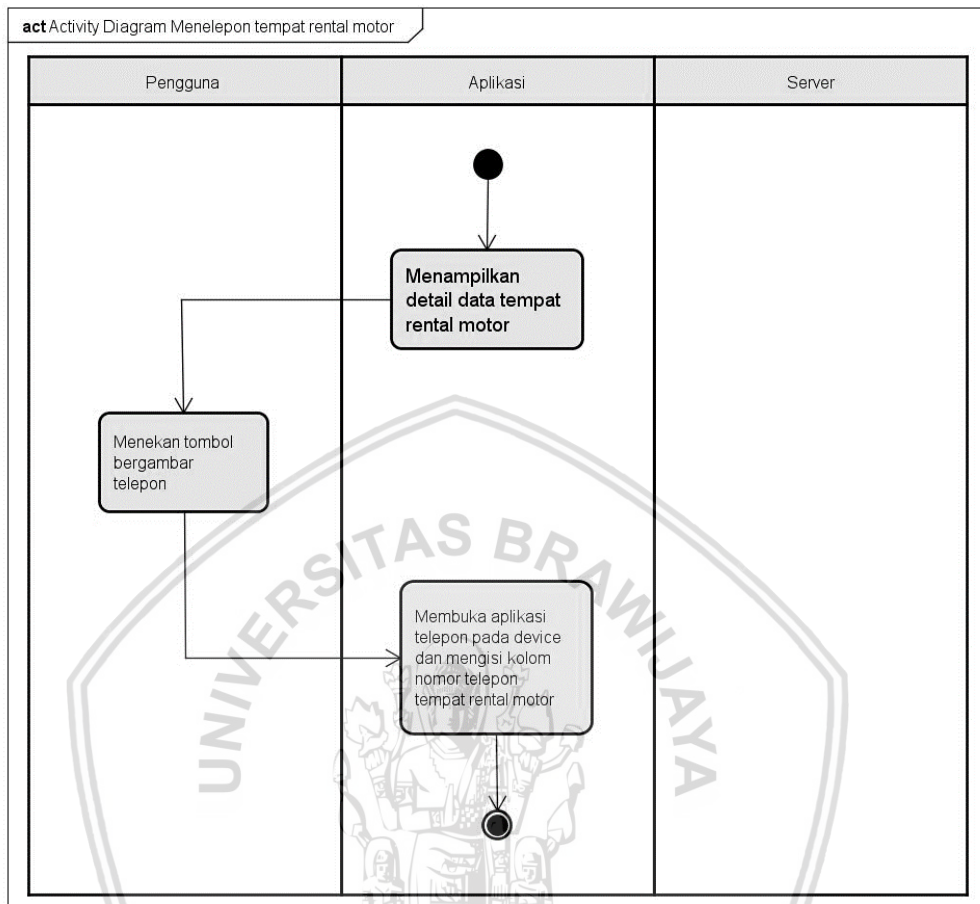 act Activity Diagram Menelepon tempat rental motor
Pengguna
Aplikasi
Server
Menampilkan
detail data tempat
rental motor
Menekan tombol
bergambar
telepon
Membuka aplikasi
telepon pada device
dan mengisi kolom
nomor telepon
tempat rental motor
UNIVERSITAS BRAWIJAYA